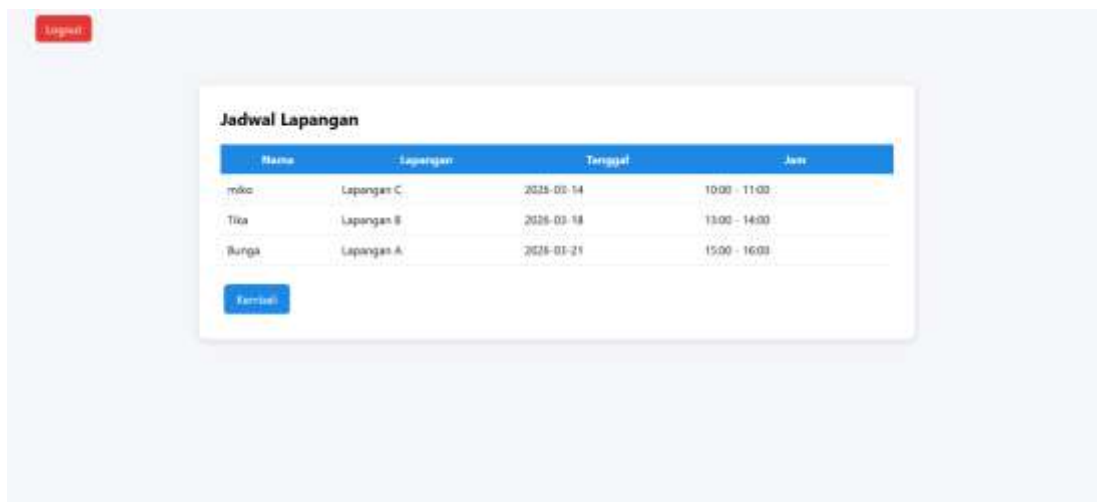 Logout
Jadwal Lapangan
Nama Lapangan Tanggal Jam
miko Lapangan C 2026-03-14 10:00 - 11:00
Tika Lapangan B 2026-03-18 13:00 - 14:00
Bunga Lapangan A 2026-03-21 15:00 - 16:00
Kembali